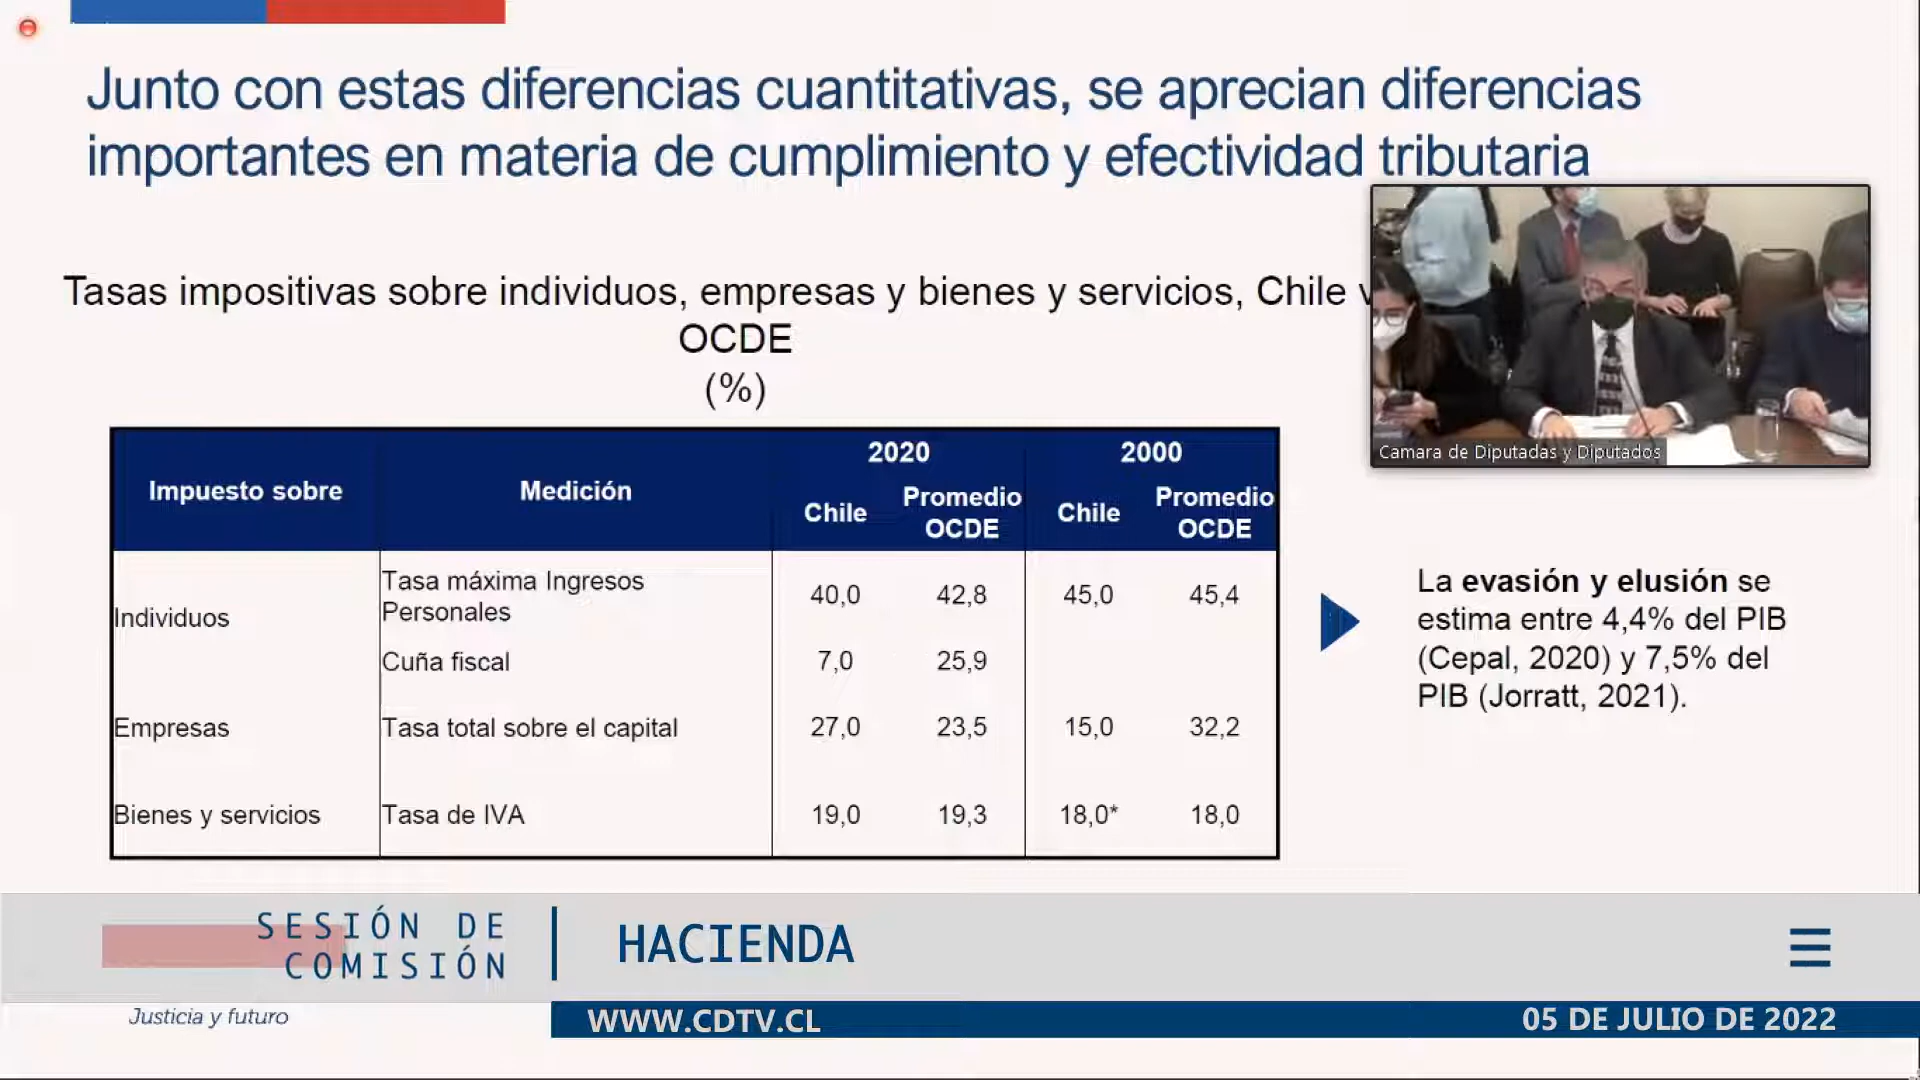 Junto con estas diferencias cuantitativas, se aprecian diferencias
importantes en materia de cumplimiento y efectividad tributaria
Tasas impositivas sobre individuos, empresas y bienes y servicios, Chile
OCDE
(%)
Camara de Diputadas y Diputados
Impuesto sobre Medición 2020 2000
Chile Promedio OCDE Chile Promedio OCDE
Individuos Tasa máxima Ingresos Personales 40,0 42,8 45,0 45,4
Cuña fiscal 7,0 25,9
Empresas Tasa total sobre el capital 27,0 23,5 15,0 32,2
Bienes y servicios Tasa de IVA 19,0 19,3 18,0* 18,0
La evasión y elusión se
estima entre 4,4% del PIB
(Cepal, 2020) y 7,5% del
PIB (Jorratt, 2021).
SESIÓN DE
COMISIÓN
HACIENDA
Justicia y futuro
WWW.CDTV.CL
05 DE JULIO DE 2022